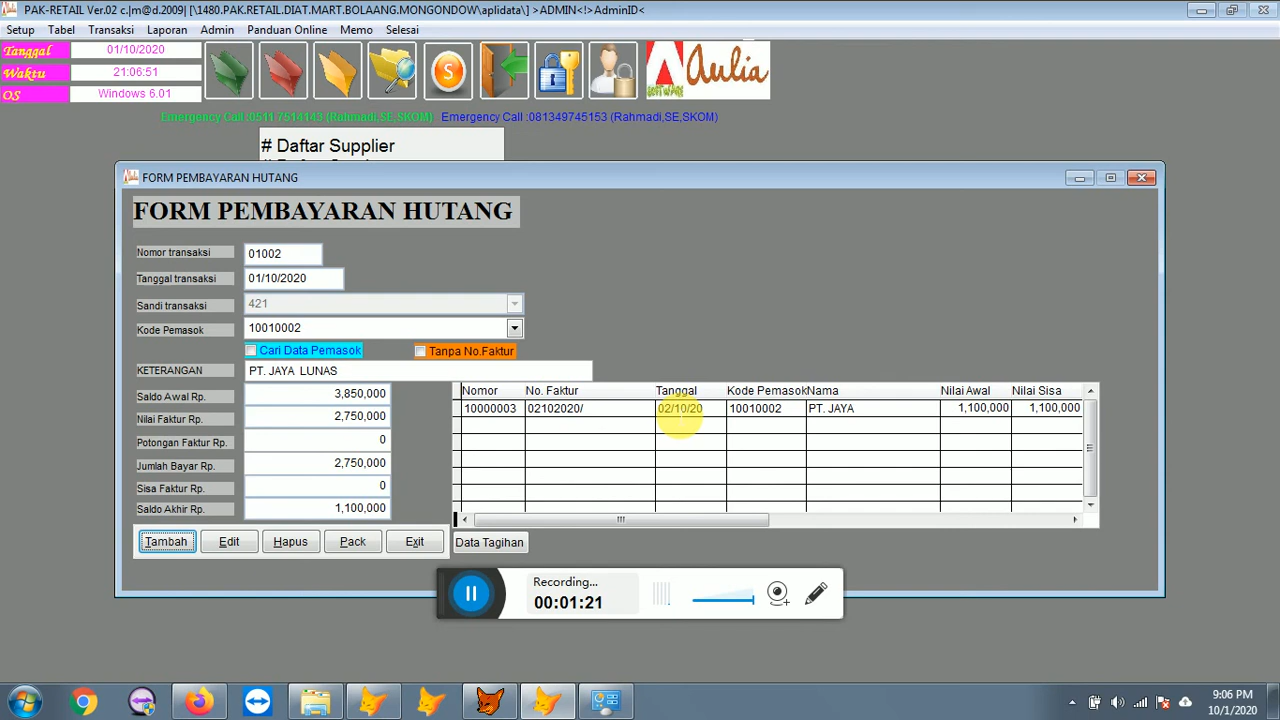 PAK-RETAIL Ver.02 c.|m@d.2009| [\1480.PAK.RETAIL.DIAT.MART.BOLAANG.MONGONDOW\aplidata\] >ADMIN<!>AdminID<
Setup Tabel Transaksi Laporan Admin Panduan Online Memo Selesai
Tanggal 01/10/2020
Waktu 21:06:51
OS Windows 6.01
S
Aulia
SOFTWARE
Emergency Call :0511 7514143 (Rahmadi,SE,SKOM) Emergency Call :081349745153 (Rahmadi,SE,SKOM)
# Daftar Supplier
FORM PEMBAYARAN HUTANG
FORM PEMBAYARAN HUTANG
Nomor transaksi 01002
Tanggal transaksi 01/10/2020
Sandi transaksi 421
Kode Pemasok 10010002
Cari Data Pemasok Tanpa No.Faktur
KETERANGAN PT. JAYA LUNAS
Saldo Awal Rp. 3,850,000
Nilai Faktur Rp. 2,750,000
Potongan Faktur Rp. 0
Jumlah Bayar Rp. 2,750,000
Sisa Faktur Rp. 0
Saldo Akhir Rp. 1,100,000
Nomor No. Faktur Tanggal Kode Pemasok Nama Nilai Awal Nilai Sisa
10000003 02102020/ 02/10/20 10010002 PT. JAYA 1,100,000 1,100,000
Tambah Edit Hapus Pack Exit Data Tagihan
Recording...
00:01:21
9:06 PM
10/1/2020